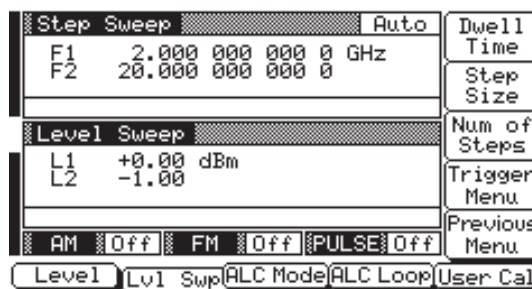 Step Sweep Auto
F1 2.000 000 000 0 GHz
F2 20.000 000 000 0
Level Sweep
L1 +0.00 dBm
L2 -1.00
AM Off FM Off PULSE Off
Level Lvl Swp ALC Mode ALC Loop User Cal
Dwell
Time
Step
Size
Num of
Steps
Trigger
Menu
Previous
Menu